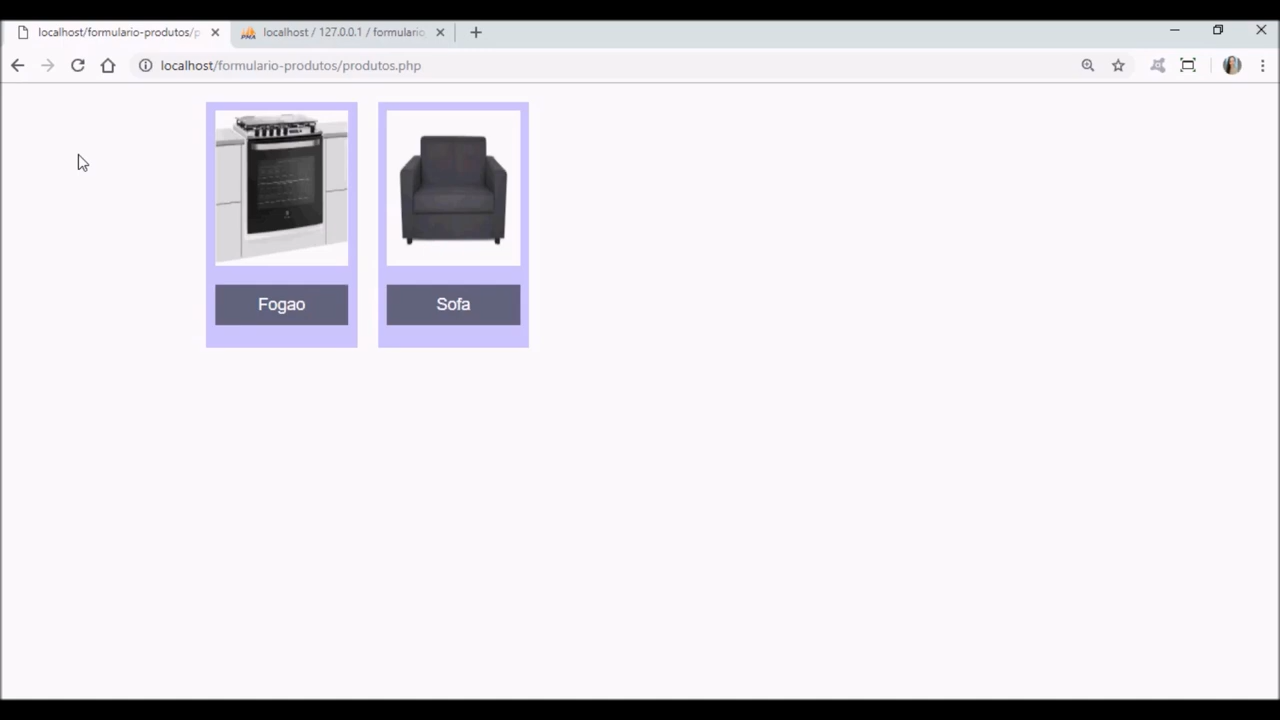 localhost/formulario-produtos/p
localhost / 127.0.0.1 / formulario
localhost/formulario-produtos/produtos.php
Fogao
Sofa